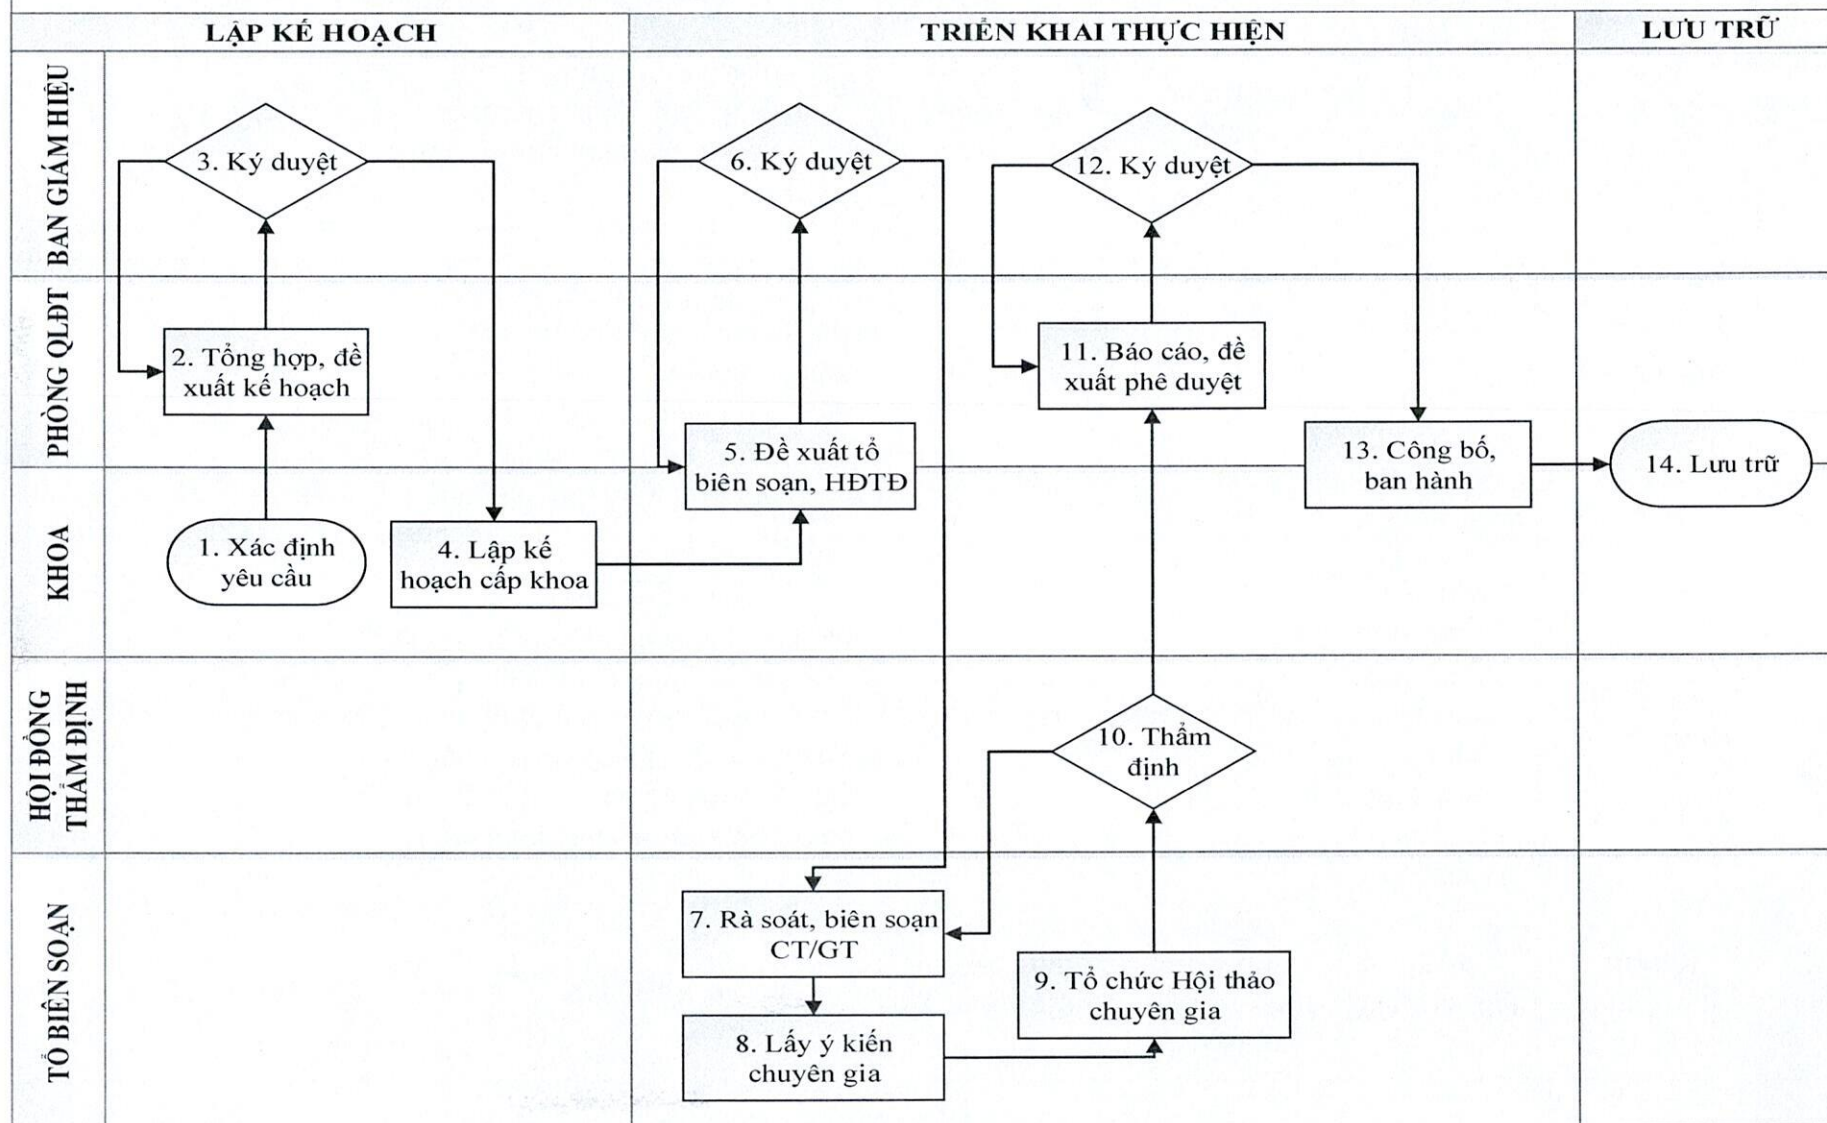 LẬP KẾ HOẠCH
TRIỂN KHAI THỰC HIỆN
LƯU TRỮ
BAN GIÁM HIỆU
3. Ký duyệt
6. Ký duyệt
12. Ký duyệt
PHÒNG QLĐT
2. Tổng hợp, đề
xuất kế hoạch
11. Báo cáo, đề
xuất phê duyệt
5. Đề xuất tổ
biên soạn, HĐTĐ
13. Công bố,
ban hành
14. Lưu trữ
KHOA
1. Xác định
yêu cầu
4. Lập kế
hoạch cấp khoa
HỘI ĐỒNG
THẨM ĐỊNH
10. Thẩm
định
TỔ BIÊN SOẠN
7. Rà soát, biên soạn
CT/GT
9. Tổ chức Hội thảo
chuyên gia
8. Lấy ý kiến
chuyên gia